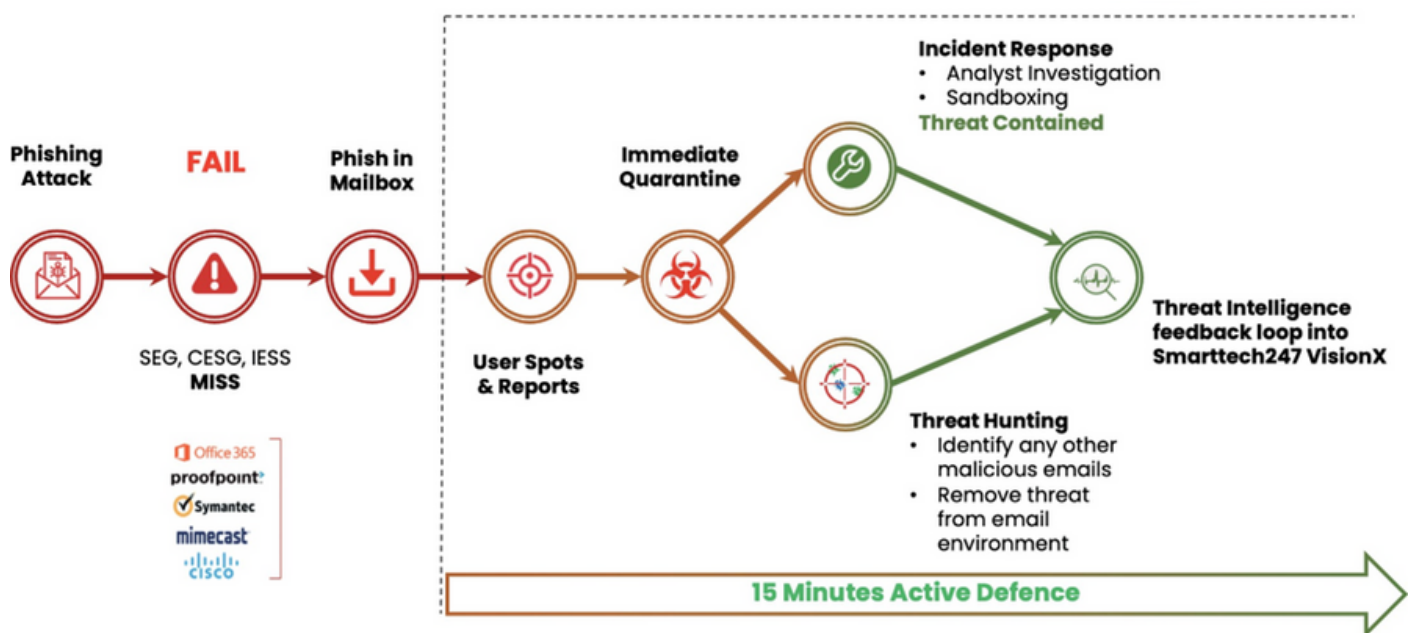 Phishing
Attack
FAIL
SEG, CESG, IESS
MISS
Office 365
proofpoint
Symantec
mimecast
CISCO
Phish in
Mailbox
User Spots
& Reports
Immediate
Quarantine
Incident Response
• Analyst Investigation
• Sandboxing
Threat Contained
Threat Hunting
• Identify any other
malicious emails
• Remove threat
from email
environment
Threat Intelligence
feedback loop into
Smarttech247 VisionX
15 Minutes Active Defence